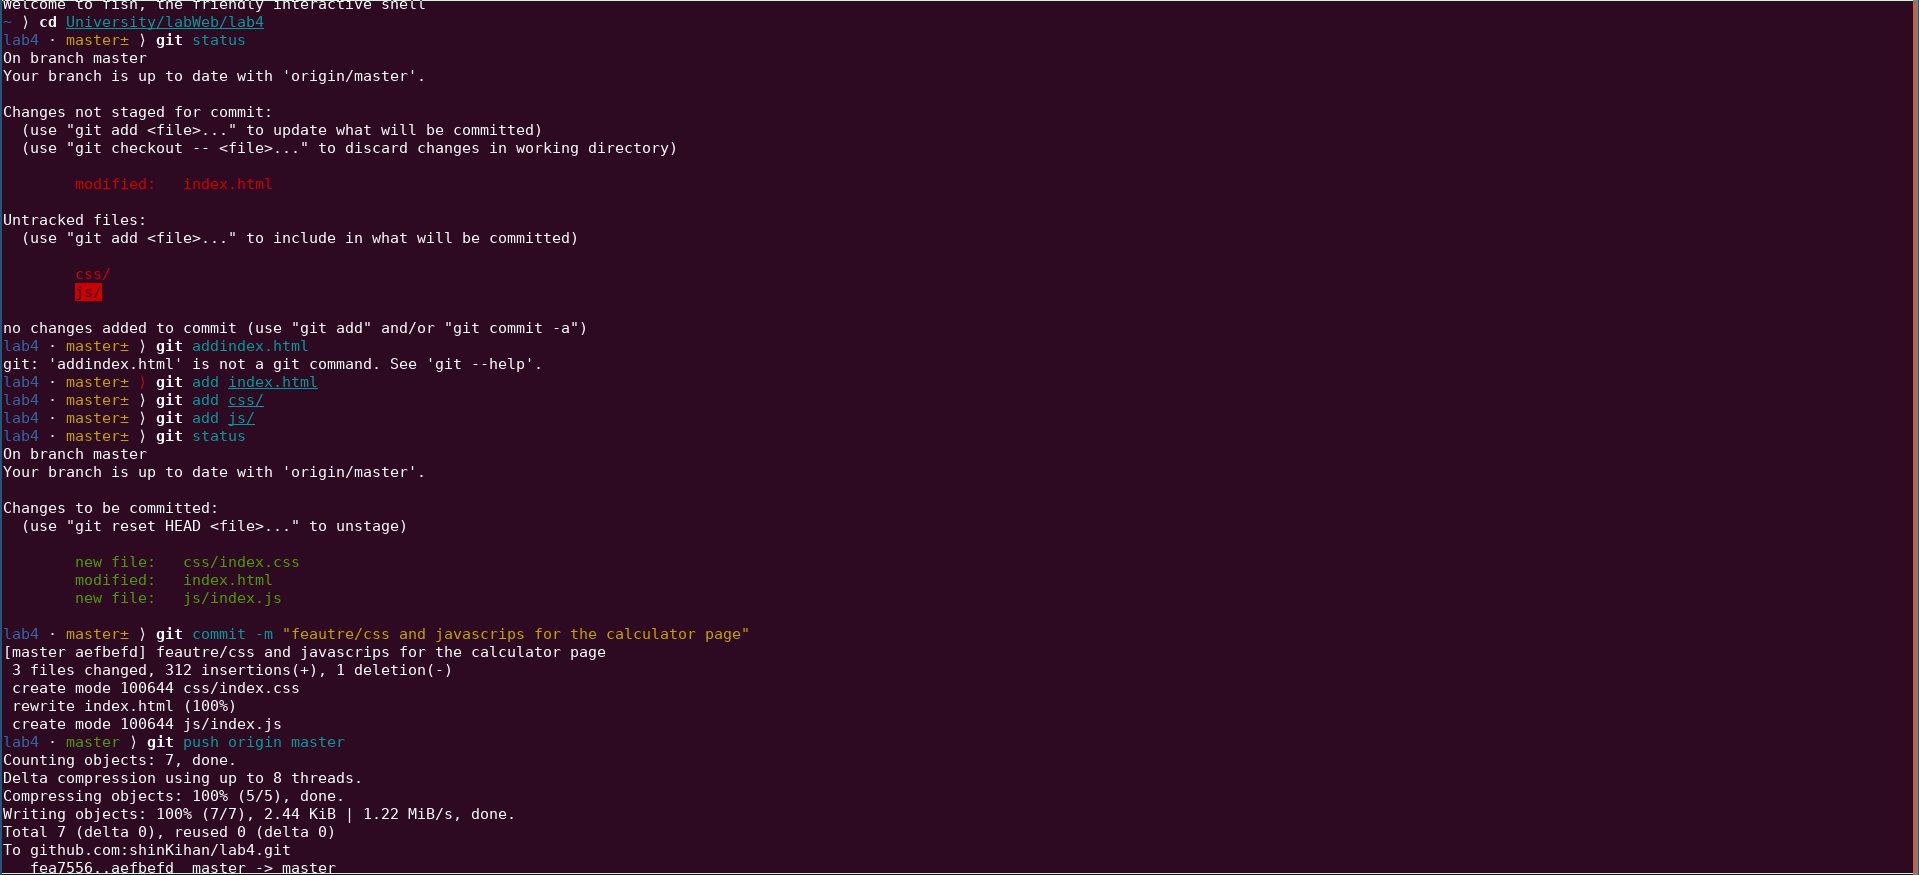 Welcome to fish, the friendly interactive shell
~ ⟩ cd University/labWeb/lab4
lab4 · master± ⟩ git status
On branch master
Your branch is up to date with 'origin/master'.
Changes not staged for commit:
  (use "git add <file>..." to update what will be committed)
  (use "git checkout -- <file>..." to discard changes in working directory)
        modified:   index.html
Untracked files:
  (use "git add <file>..." to include in what will be committed)
        css/
        js/
no changes added to commit (use "git add" and/or "git commit -a")
lab4 · master± ⟩ git addindex.html
git: 'addindex.html' is not a git command. See 'git --help'.
lab4 · master± ⟩ git add index.html
lab4 · master± ⟩ git add css/
lab4 · master± ⟩ git add js/
lab4 · master± ⟩ git status
On branch master
Your branch is up to date with 'origin/master'.
Changes to be committed:
  (use "git reset HEAD <file>..." to unstage)
        new file:   css/index.css
        modified:   index.html
        new file:   js/index.js
lab4 · master± ⟩ git commit -m "feautre/css and javascrips for the calculator page"
[master aefbefd] feautre/css and javascrips for the calculator page
 3 files changed, 312 insertions(+), 1 deletion(-)
 create mode 100644 css/index.css
 rewrite index.html (100%)
 create mode 100644 js/index.js
lab4 · master ⟩ git push origin master
Counting objects: 7, done.
Delta compression using up to 8 threads.
Compressing objects: 100% (5/5), done.
Writing objects: 100% (7/7), 2.44 KiB | 1.22 MiB/s, done.
Total 7 (delta 0), reused 0 (delta 0)
To github.com:shinKihan/lab4.git
   fea7556..aefbefd  master -> master